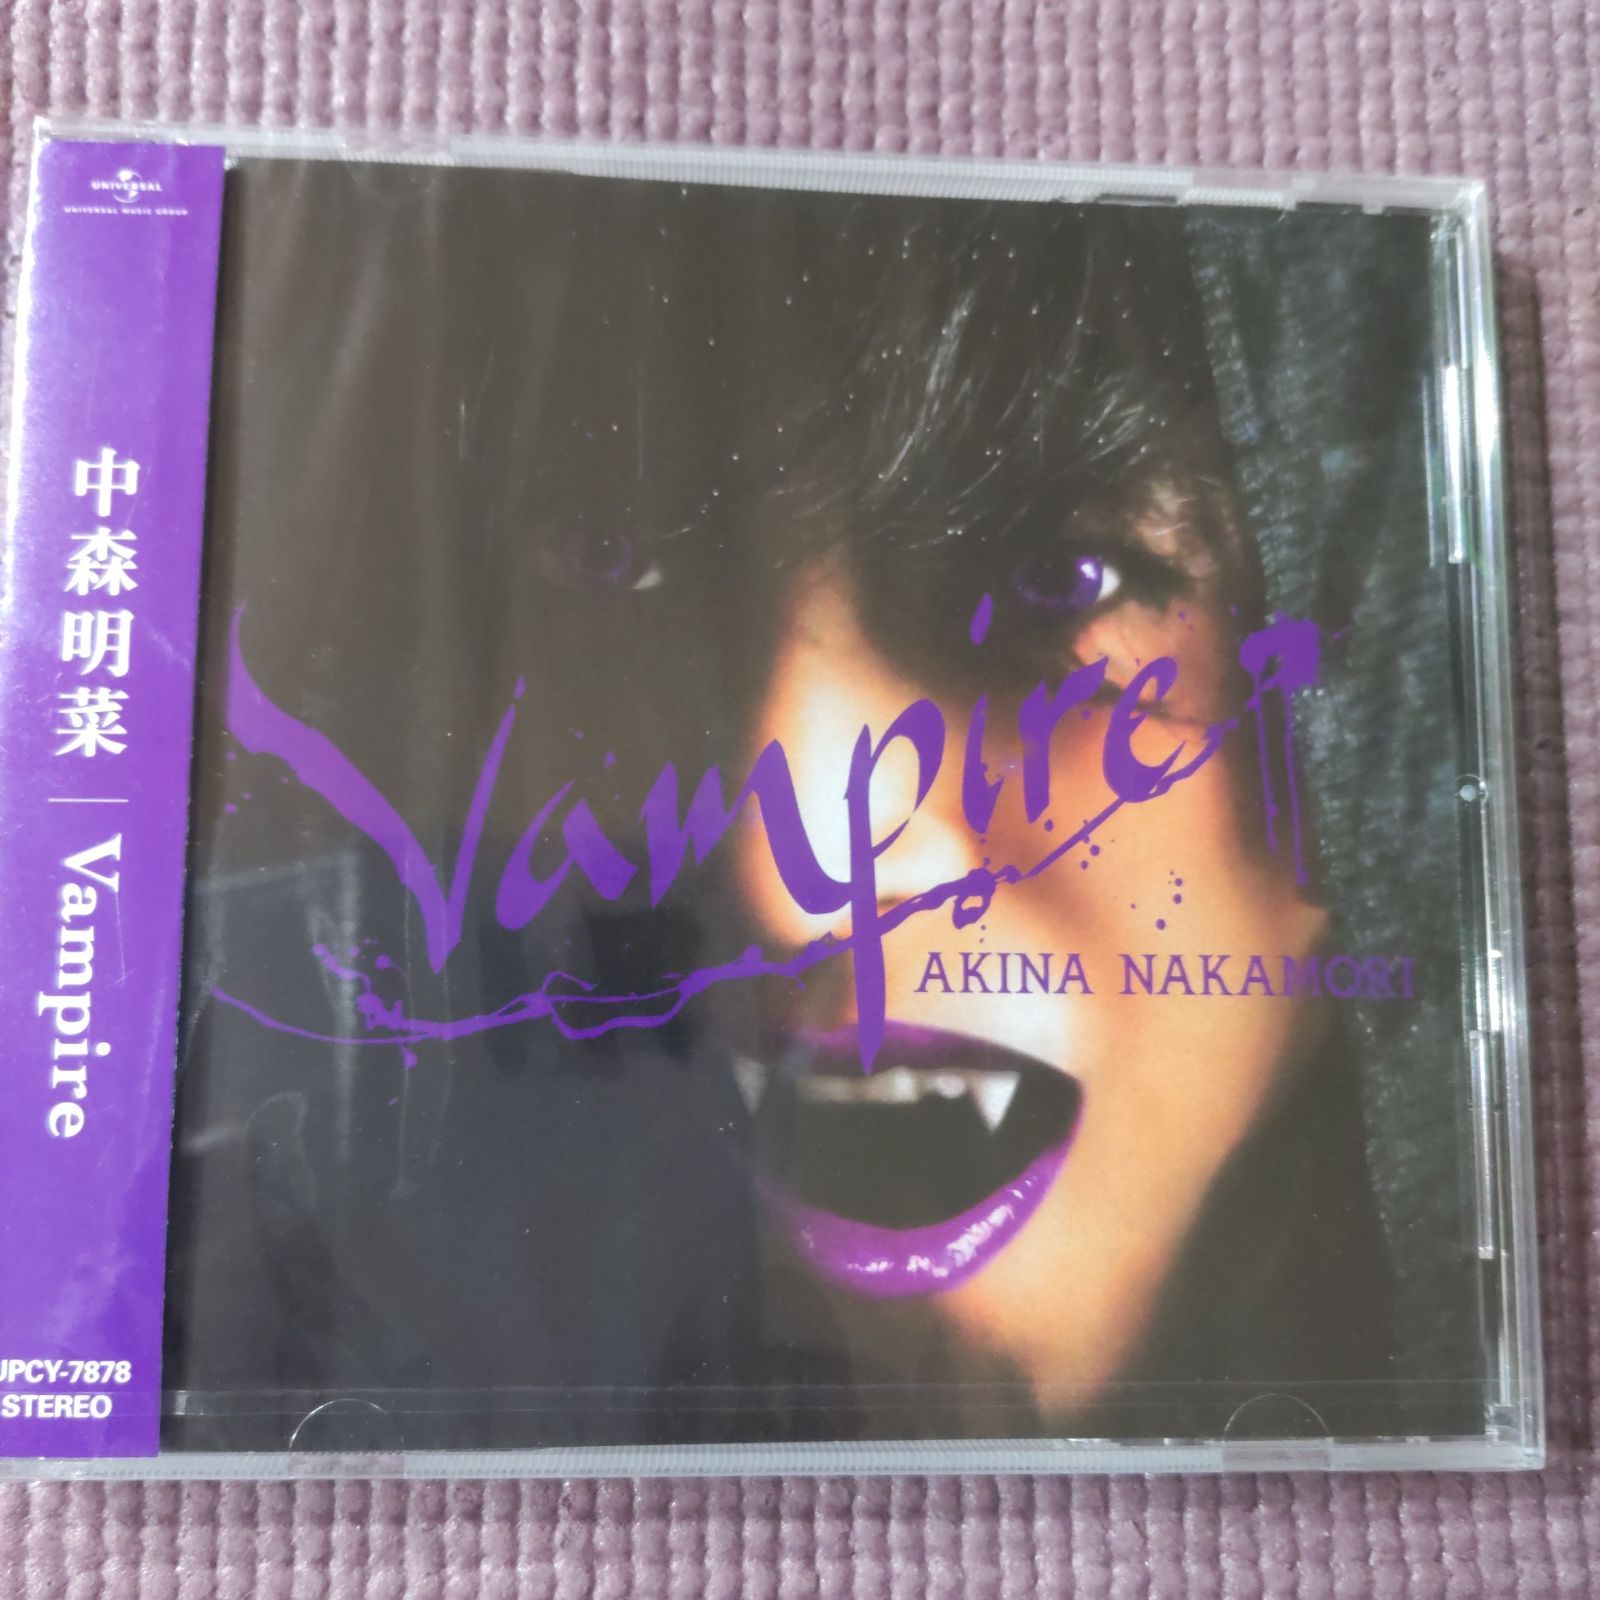 UNIVERSAL
UNIVERSAL MUSIC GROUP
中森明菜 | Vampire
UPCY-7878
STEREO
Vampire
AKINA NAKAMORI